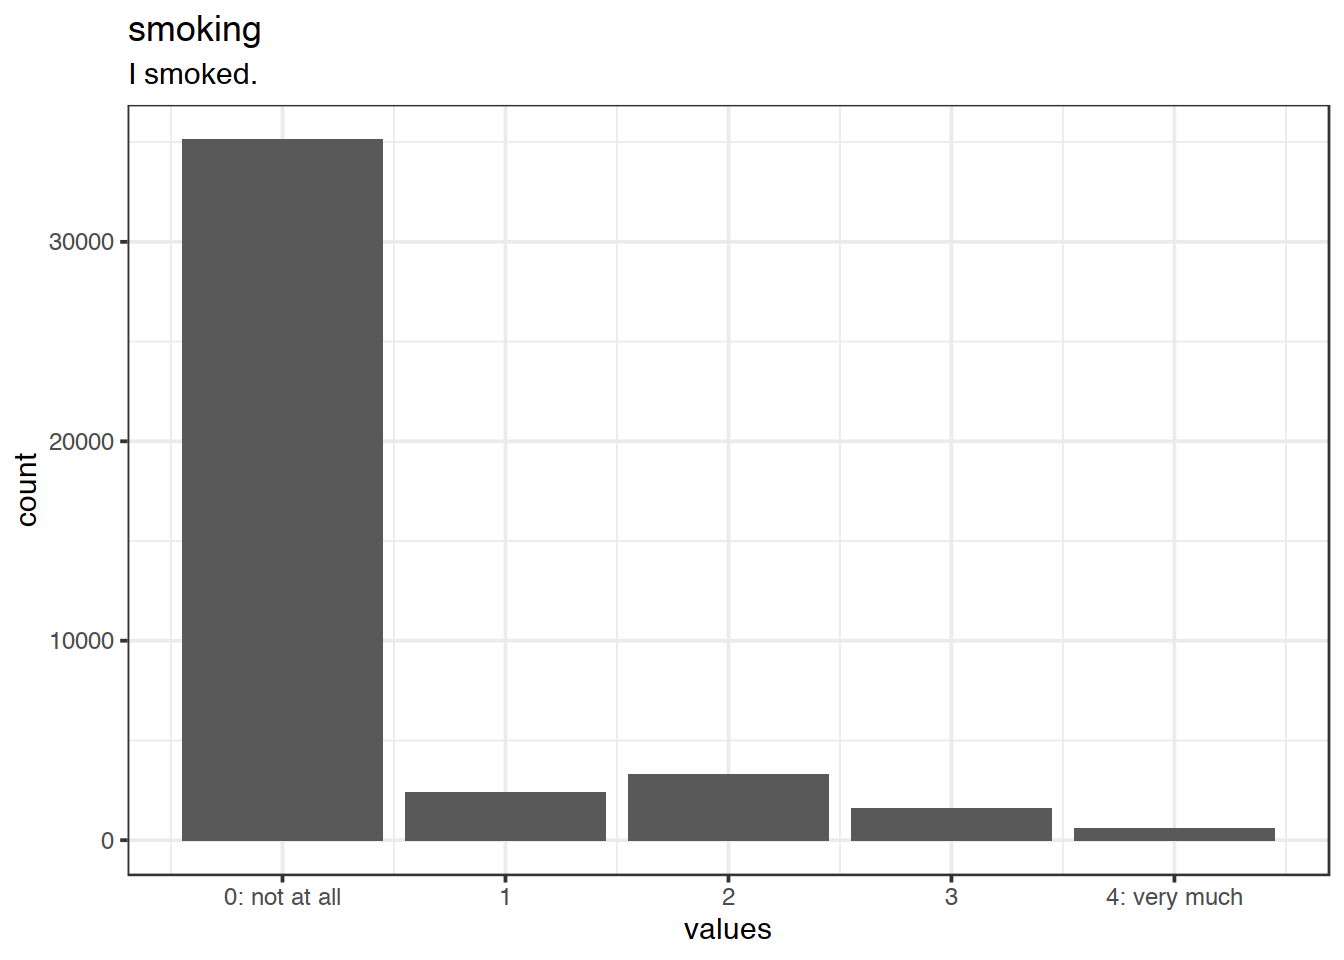 smoking
I smoked.
30000
20000
10000
0
count
0: not at all
1
2
3
4: very much
values